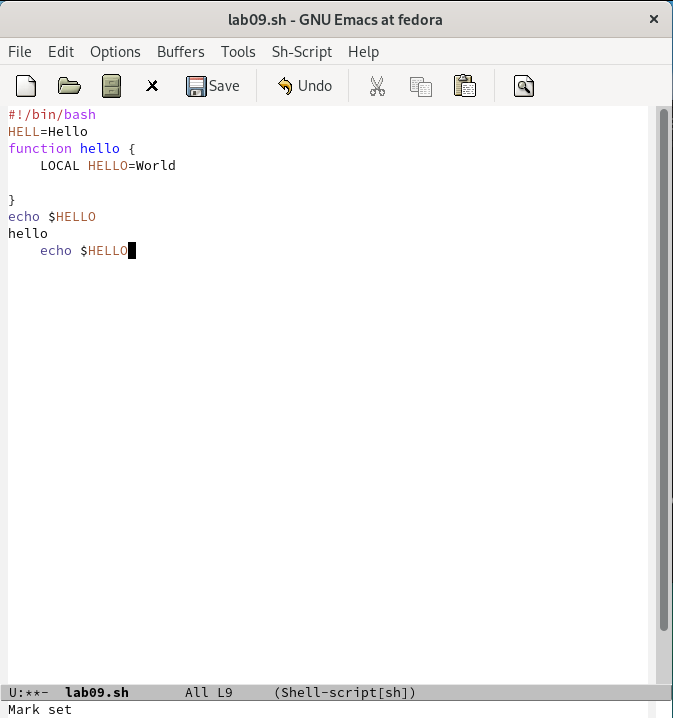 lab09.sh - GNU Emacs at fedora
File Edit Options Buffers Tools Sh-Script Help
Save Undo
#!/bin/bash
HELL=Hello
function hello {
    LOCAL HELLO=World
}
echo $HELLO
hello
    echo $HELLO
U:**- lab09.sh All L9 (Shell-script[sh])
Mark set